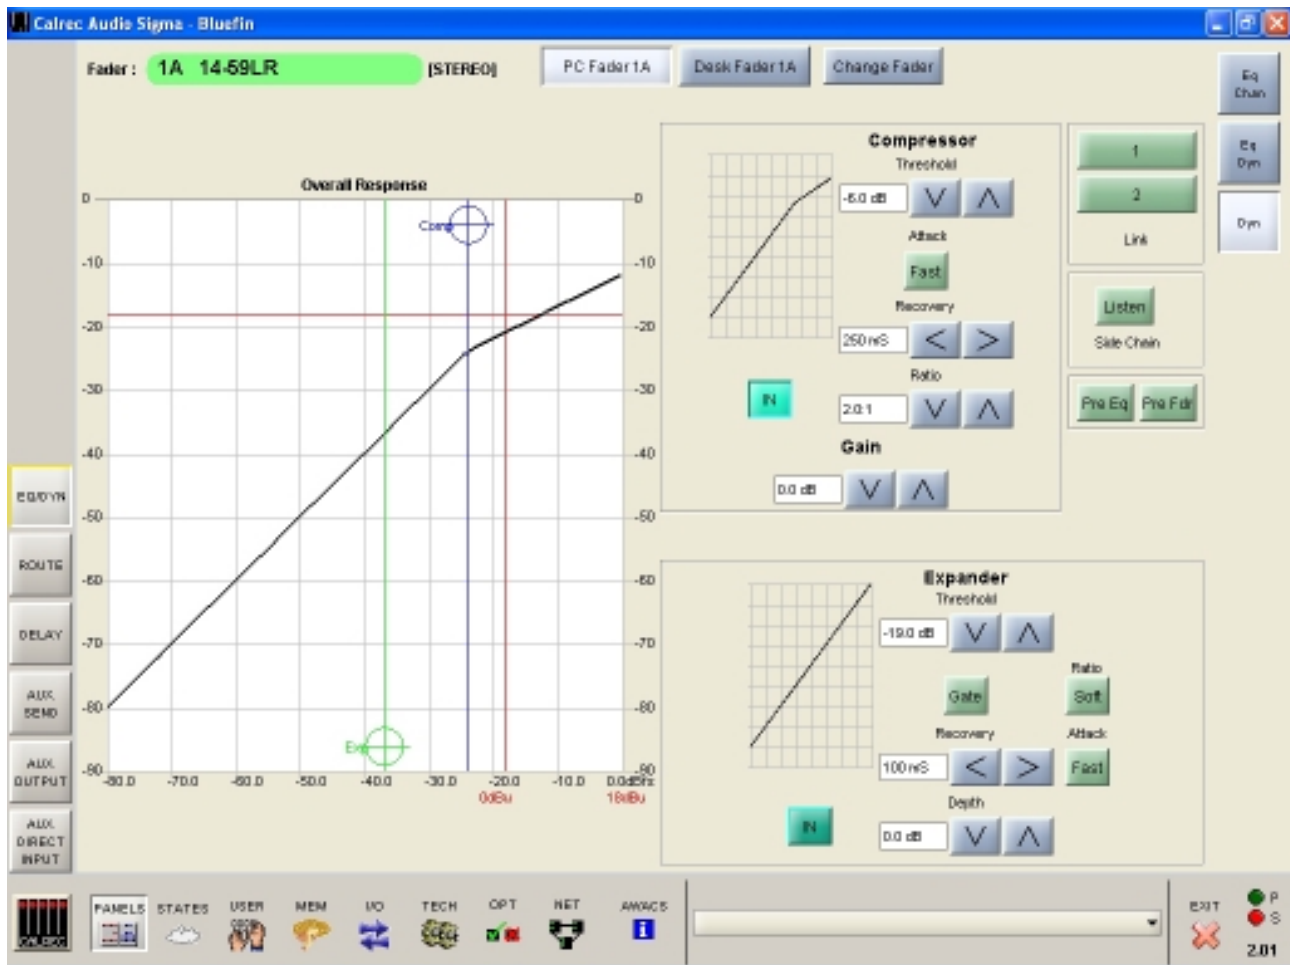 Calrec Audio Sigma - Bluefin
Fader : 1A 14-59LR [STEREO] PC Fader 1A Desk Fader 1A Change Fader
Eq Chan
Eq Dyn
Dyn
Overall Response
0
-10
-20
-30
-40
-50
-60
-70
-80
-90
0
-10
-20
-30
-40
-50
-60
-70
-80
-90
Comp
Exp
-80.0 -70.0 -60.0 -50.0 -40.0 -30.0 -20.0 -10.0 0.0dBfs
0dBu 18dBu
Compressor
Threshold
-6.0 dB
Attack
Fast
Recovery
250 mS
Ratio
IN
2.0:1
Gain
0.0 dB
1
2
Link
Listen
Side Chain
Pre Eq Pre Fdr
Expander
Threshold
-19.0 dB
Ratio
Gate Soft
Recovery Attack
100 mS Fast
Depth
IN 0.0 dB
EQ/DYN
ROUTE
DELAY
AUX
SEND
AUX
OUTPUT
AUX
DIRECT
INPUT
CALREC PANELS STATES USER MEM I/O TECH OPT NET AWACS EXIT P
S
2.01